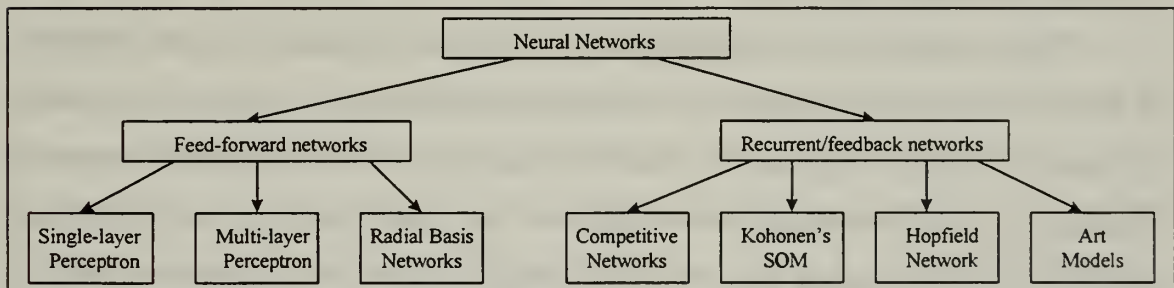 Neural Networks
Feed-forward networks
Recurrent/feedback networks
Single-layer
Perceptron
Multi-layer
Perceptron
Radial Basis
Networks
Competitive
Networks
Kohonen's
SOM
Hopfield
Network
Art
Models